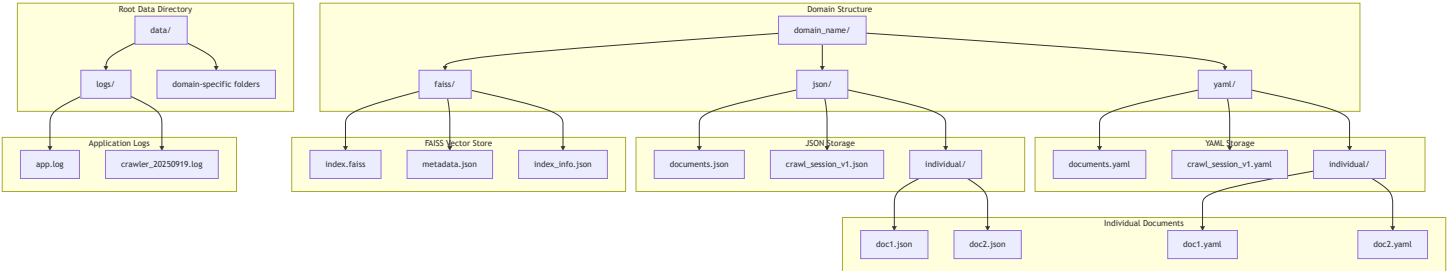 Root Data Directory
data/
logs/
domain-specific folders
Application Logs
app.log
crawler_20250919.log
Domain Structure
domain_name/
faiss/
json/
yaml/
FAISS Vector Store
index.faiss
metadata.json
index_info.json
JSON Storage
documents.json
crawl_session_v1.json
individual/
YAML Storage
documents.yaml
crawl_session_v1.yaml
individual/
Individual Documents
doc1.json
doc2.json
doc1.yaml
doc2.yaml